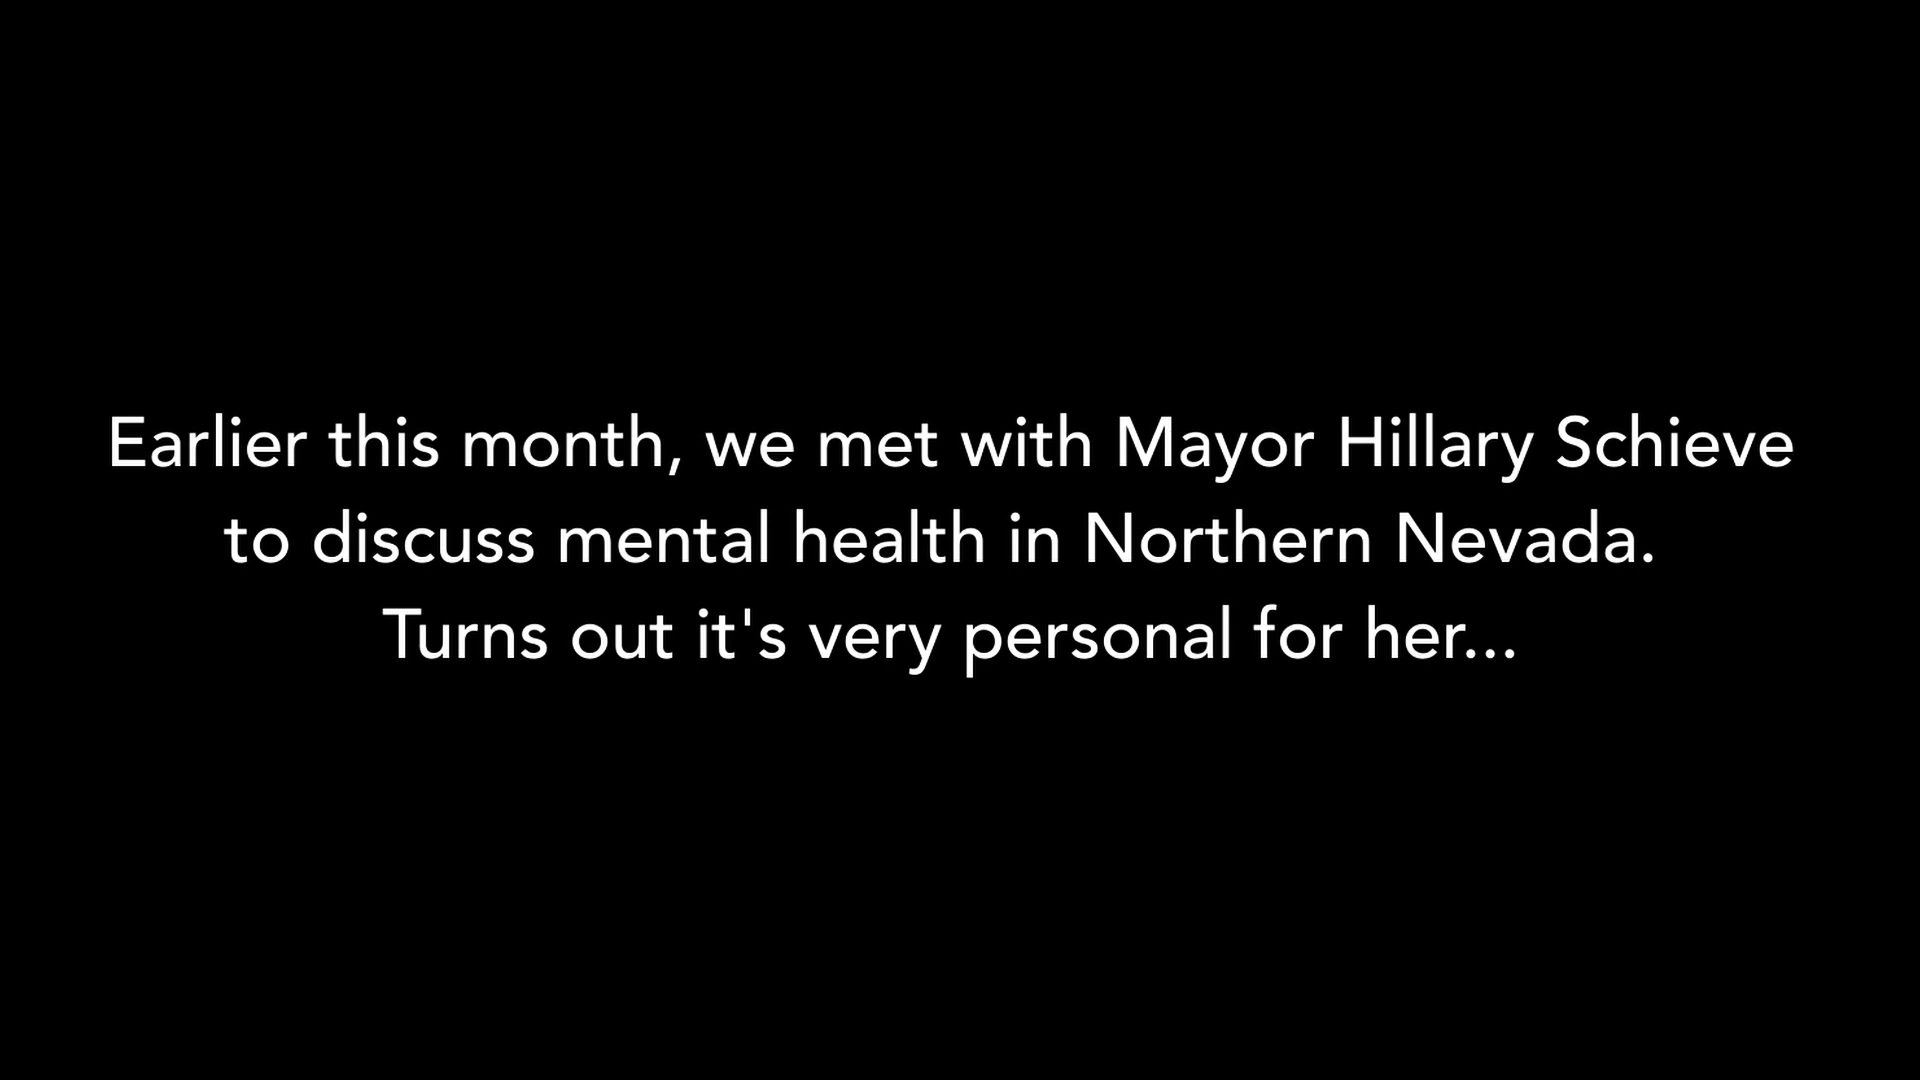 Earlier this month, we met with Mayor Hillary Schieve
to discuss mental health in Northern Nevada.
Turns out it's very personal for her...